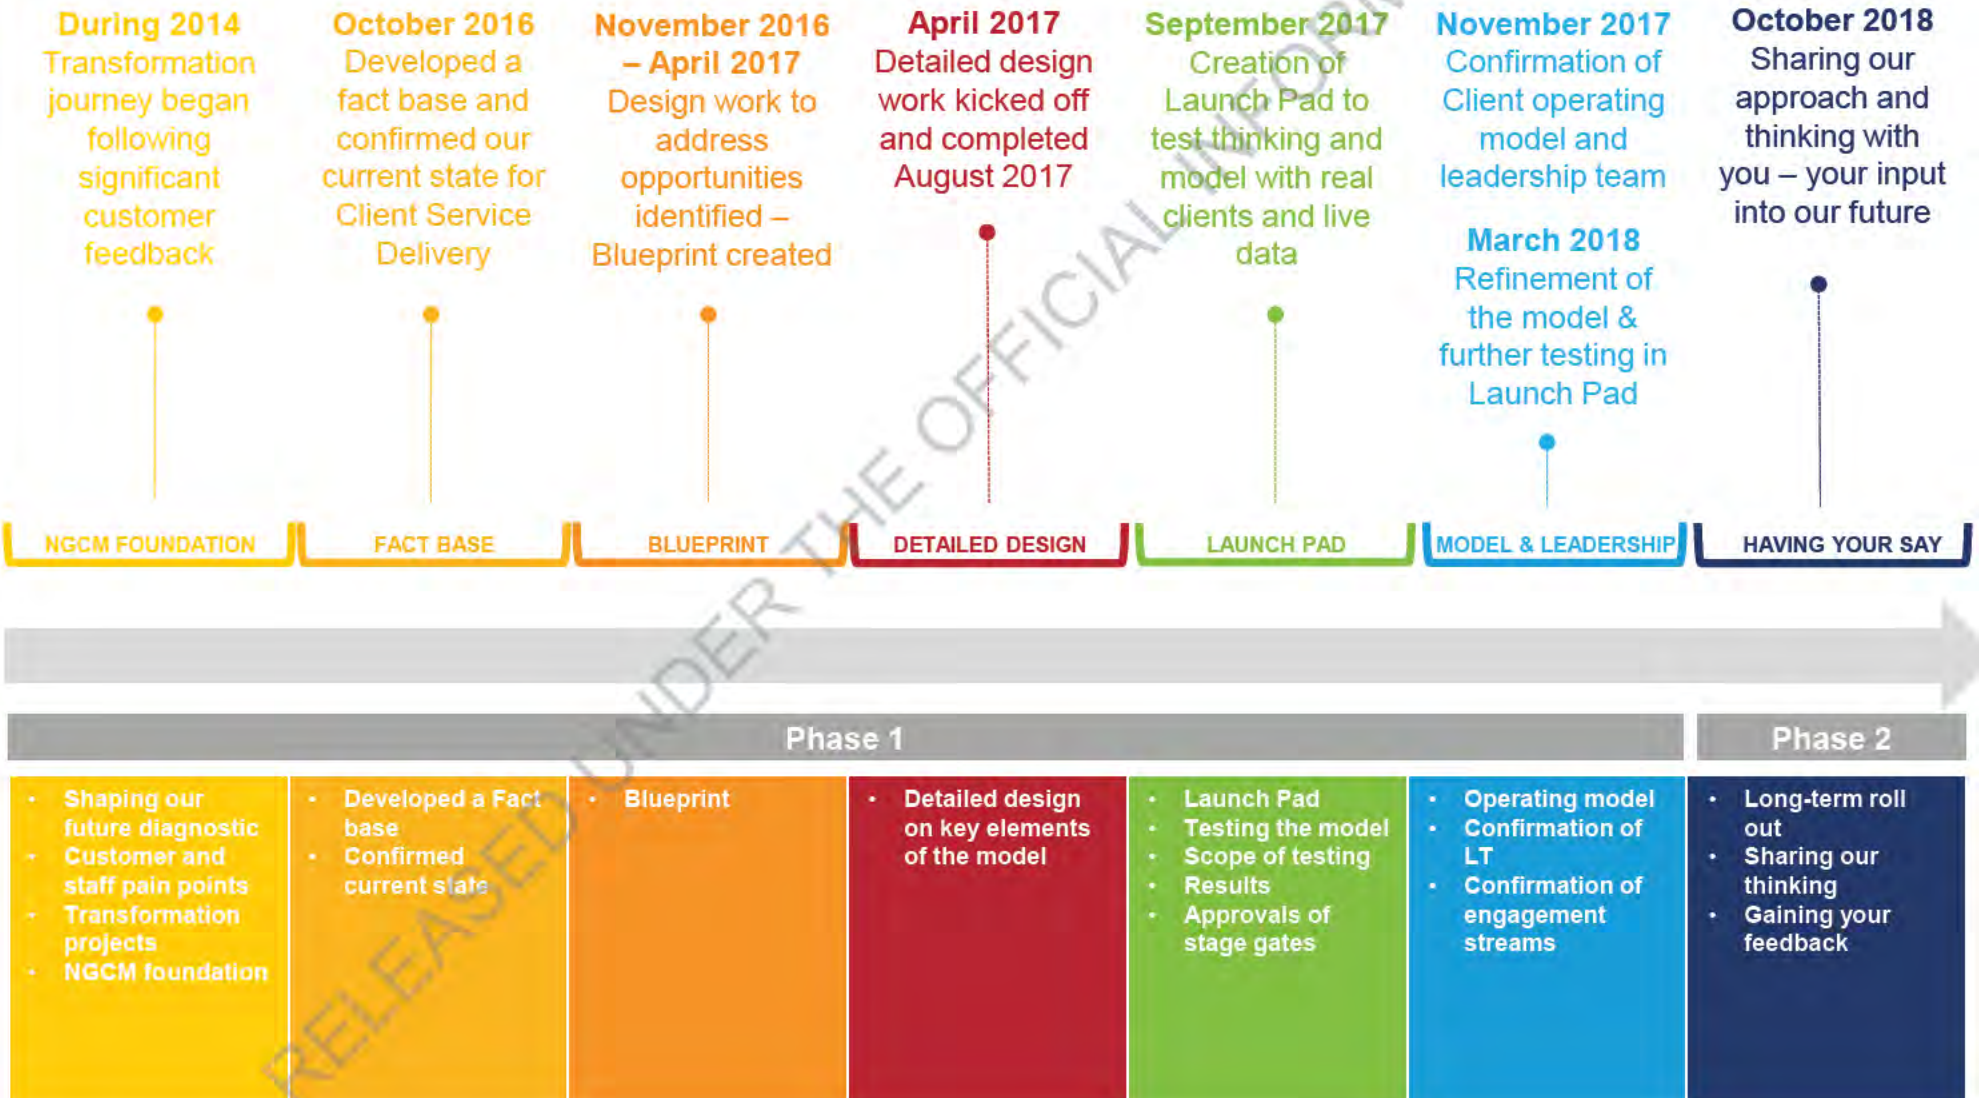 During 2014
Transformation
journey began
following
significant
customer
feedback
October 2016
Developed a
fact base and
confirmed our
current state for
Client Service
Delivery
November 2016
– April 2017
Design work to
address
opportunities
identified –
Blueprint created
April 2017
Detailed design
work kicked off
and completed
August 2017
September 2017
Creation of
Launch Pad to
test thinking and
model with real
clients and live
data
November 2017
Confirmation of
Client operating
model and
leadership team
March 2018
Refinement of
the model &
further testing in
Launch Pad
October 2018
Sharing our
approach and
thinking with
you – your input
into our future
NGCM FOUNDATION
FACT BASE
BLUEPRINT
DETAILED DESIGN
LAUNCH PAD
MODEL & LEADERSHIP
HAVING YOUR SAY
Phase 1
Phase 2
• Shaping our
future diagnostic
• Customer and
staff pain points
• Transformation
projects
• NGCM foundation
• Developed a Fact
base
• Confirmed
current state
• Blueprint
• Detailed design
on key elements
of the model
• Launch Pad
• Testing the model
• Scope of testing
• Results
• Approvals of
stage gates
• Operating model
• Confirmation of
LT
• Confirmation of
engagement
streams
• Long-term roll
out
• Sharing our
thinking
• Gaining your
feedback
RELEASED UNDER THE OFFICIAL